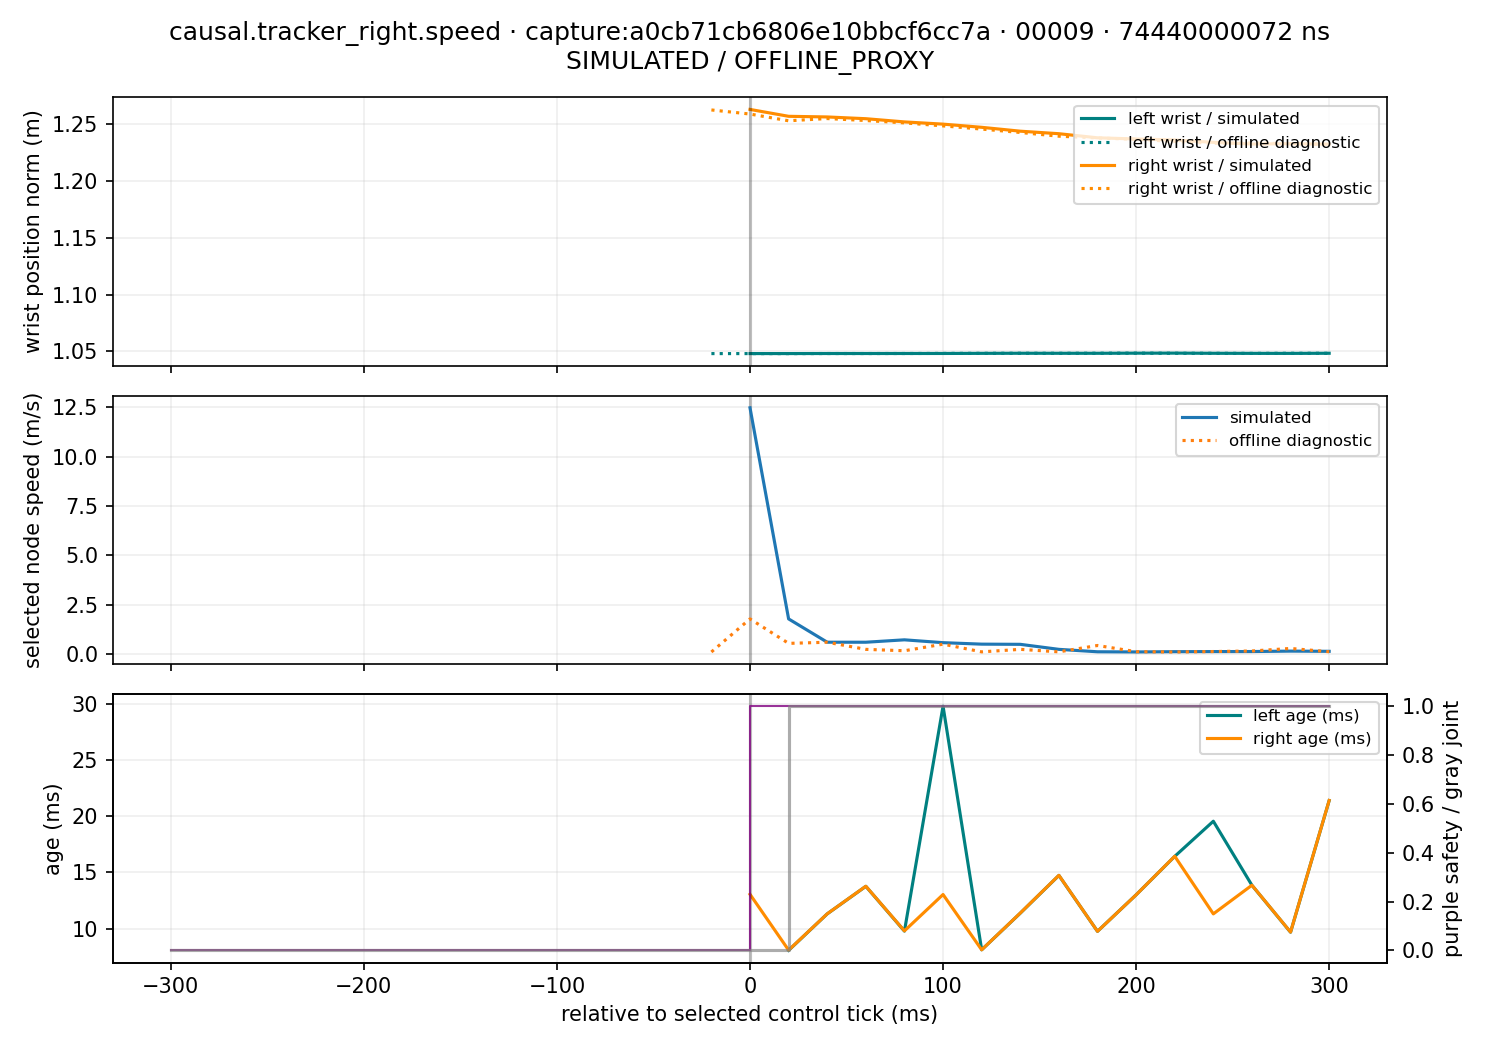 causal.tracker_right.speed · capture:a0cb71cb6806e10bbcf6cc7a · 00009 · 74440000072 ns
SIMULATED / OFFLINE_PROXY
wrist position norm (m)
1.25
1.20
1.15
1.10
1.05
left wrist / simulated
left wrist / offline diagnostic
right wrist / simulated
right wrist / offline diagnostic
selected node speed (m/s)
12.5
10.0
7.5
5.0
2.5
0.0
simulated
offline diagnostic
age (ms)
30
25
20
15
10
left age (ms)
right age (ms)
1.0
0.8
0.6
0.4
0.2
0.0
purple safety / gray joint
−300
−200
−100
0
100
200
300
relative to selected control tick (ms)